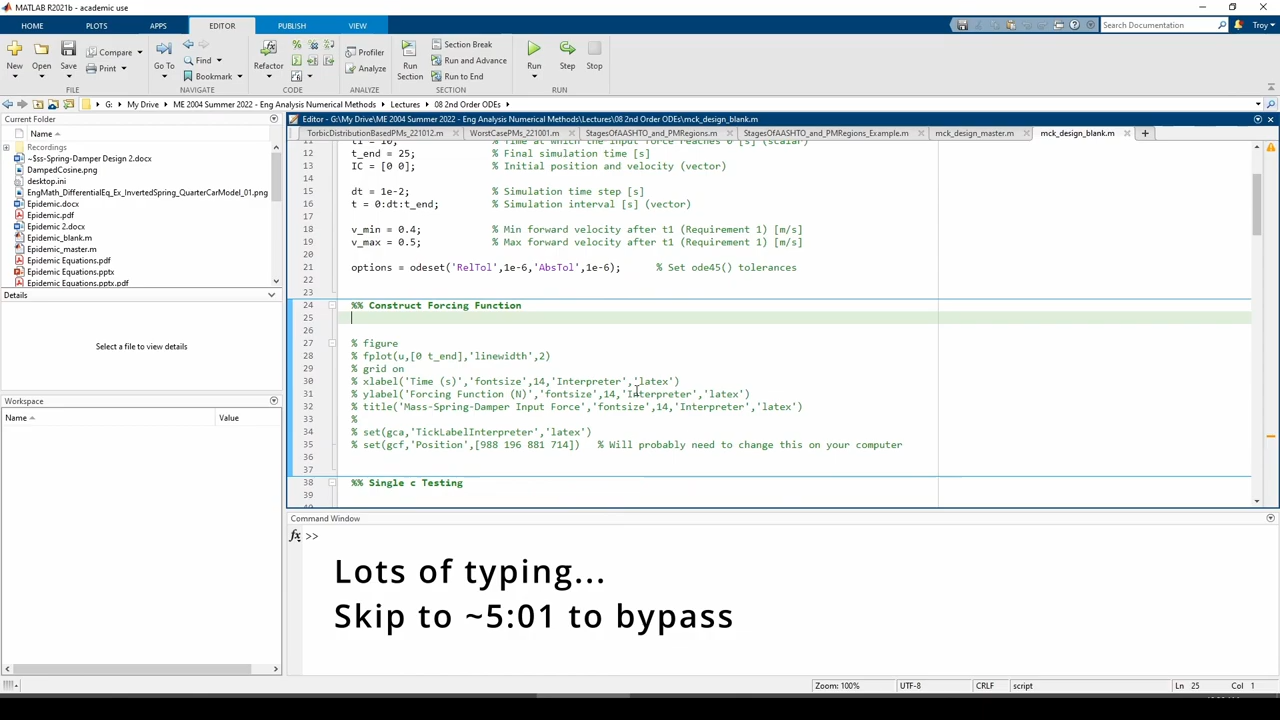 MATLAB R2021b - academic use
HOME PLOTS APPS EDITOR PUBLISH VIEW
Search Documentation
Troy
New Open Save Compare Print
Go To Find Bookmark
Refactor
Profiler
Analyze
Run Section
Section Break
Run and Advance
Run to End
Run Step Stop
FILE NAVIGATE CODE ANALYZE SECTION RUN
G: My Drive ME 2004 Summer 2022 - Eng Analysis Numerical Methods Lectures 08 2nd Order ODEs
Current Folder
Name
Recordings
~$ss-Spring-Damper Design 2.docx
DampedCosine.png
desktop.ini
EngMath_DifferentialEq_Ex_InvertedSpring_QuarterCarModel_01.png
Epidemic.docx
Epidemic.pdf
Epidemic 2.docx
Epidemic_blank.m
Epidemic_master.m
Epidemic Equations.pdf
Epidemic Equations.pptx
Epidemic Equations.pptx.pdf
Details
Select a file to view details
Workspace
Name Value
Editor - G:\My Drive\ME 2004 Summer 2022 - Eng Analysis Numerical Methods\Lectures\08 2nd Order ODEs\mck_design_blank.m
TorbicDistributionBasedPMs_221012.m WorstCasePMs_221001.m StagesOfAASHTO_and_PMRegions.m StagesOfAASHTO_and_PMRegions_Example.m mck_design_master.m mck_design_blank.m
11 t1 = 10; % Time at which the input force reaches 0 [s] (scalar)
12 t_end = 25; % Final simulation time [s]
13 IC = [0 0]; % Initial position and velocity (vector)
14
15 dt = 1e-2; % Simulation time step [s]
16 t = 0:dt:t_end; % Simulation interval [s] (vector)
17
18 v_min = 0.4; % Min forward velocity after t1 (Requirement 1) [m/s]
19 v_max = 0.5; % Max forward velocity after t1 (Requirement 1) [m/s]
20
21 options = odeset('RelTol',1e-6,'AbsTol',1e-6); % Set ode45() tolerances
22
23
24 %% Construct Forcing Function
25
26
27 % figure
28 % fplot(u,[0 t_end],'linewidth',2)
29 % grid on
30 % xlabel('Time (s)','fontsize',14,'Interpreter','latex')
31 % ylabel('Forcing Function (N)','fontsize',14,'Interpreter','latex')
32 % title('Mass-Spring-Damper Input Force','fontsize',14,'Interpreter','latex')
33 %
34 % set(gca,'TickLabelInterpreter','latex')
35 % set(gcf,'Position',[988 196 881 714]) % Will probably need to change this on your computer
36
37
38 %% Single c Testing
39
Command Window
fx >>
Lots of typing...
Skip to ~5:01 to bypass
Zoom: 100% UTF-8 CRLF script Ln 25 Col 1